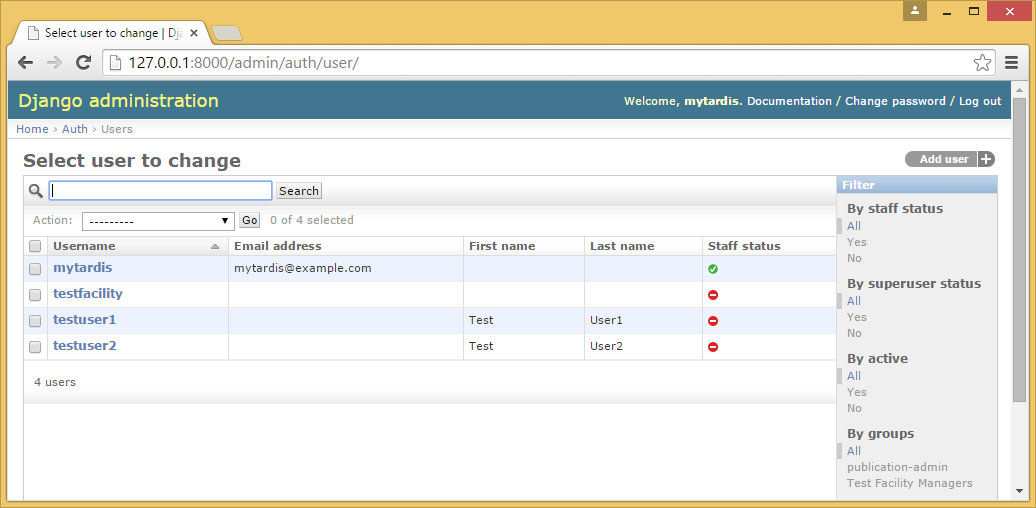 Select user to change | Dj
127.0.0.1:8000/admin/auth/user/
Django administration
Welcome, mytardis. Documentation / Change password / Log out
Home › Auth › Users
Select user to change
Add user
Search
Action: --------- Go 0 of 4 selected
Username Email address First name Last name Staff status
mytardis mytardis@example.com
testfacility
testuser1 Test User1
testuser2 Test User2
4 users
Filter
By staff status
All
Yes
No
By superuser status
All
Yes
No
By active
All
Yes
No
By groups
All
publication-admin
Test Facility Managers